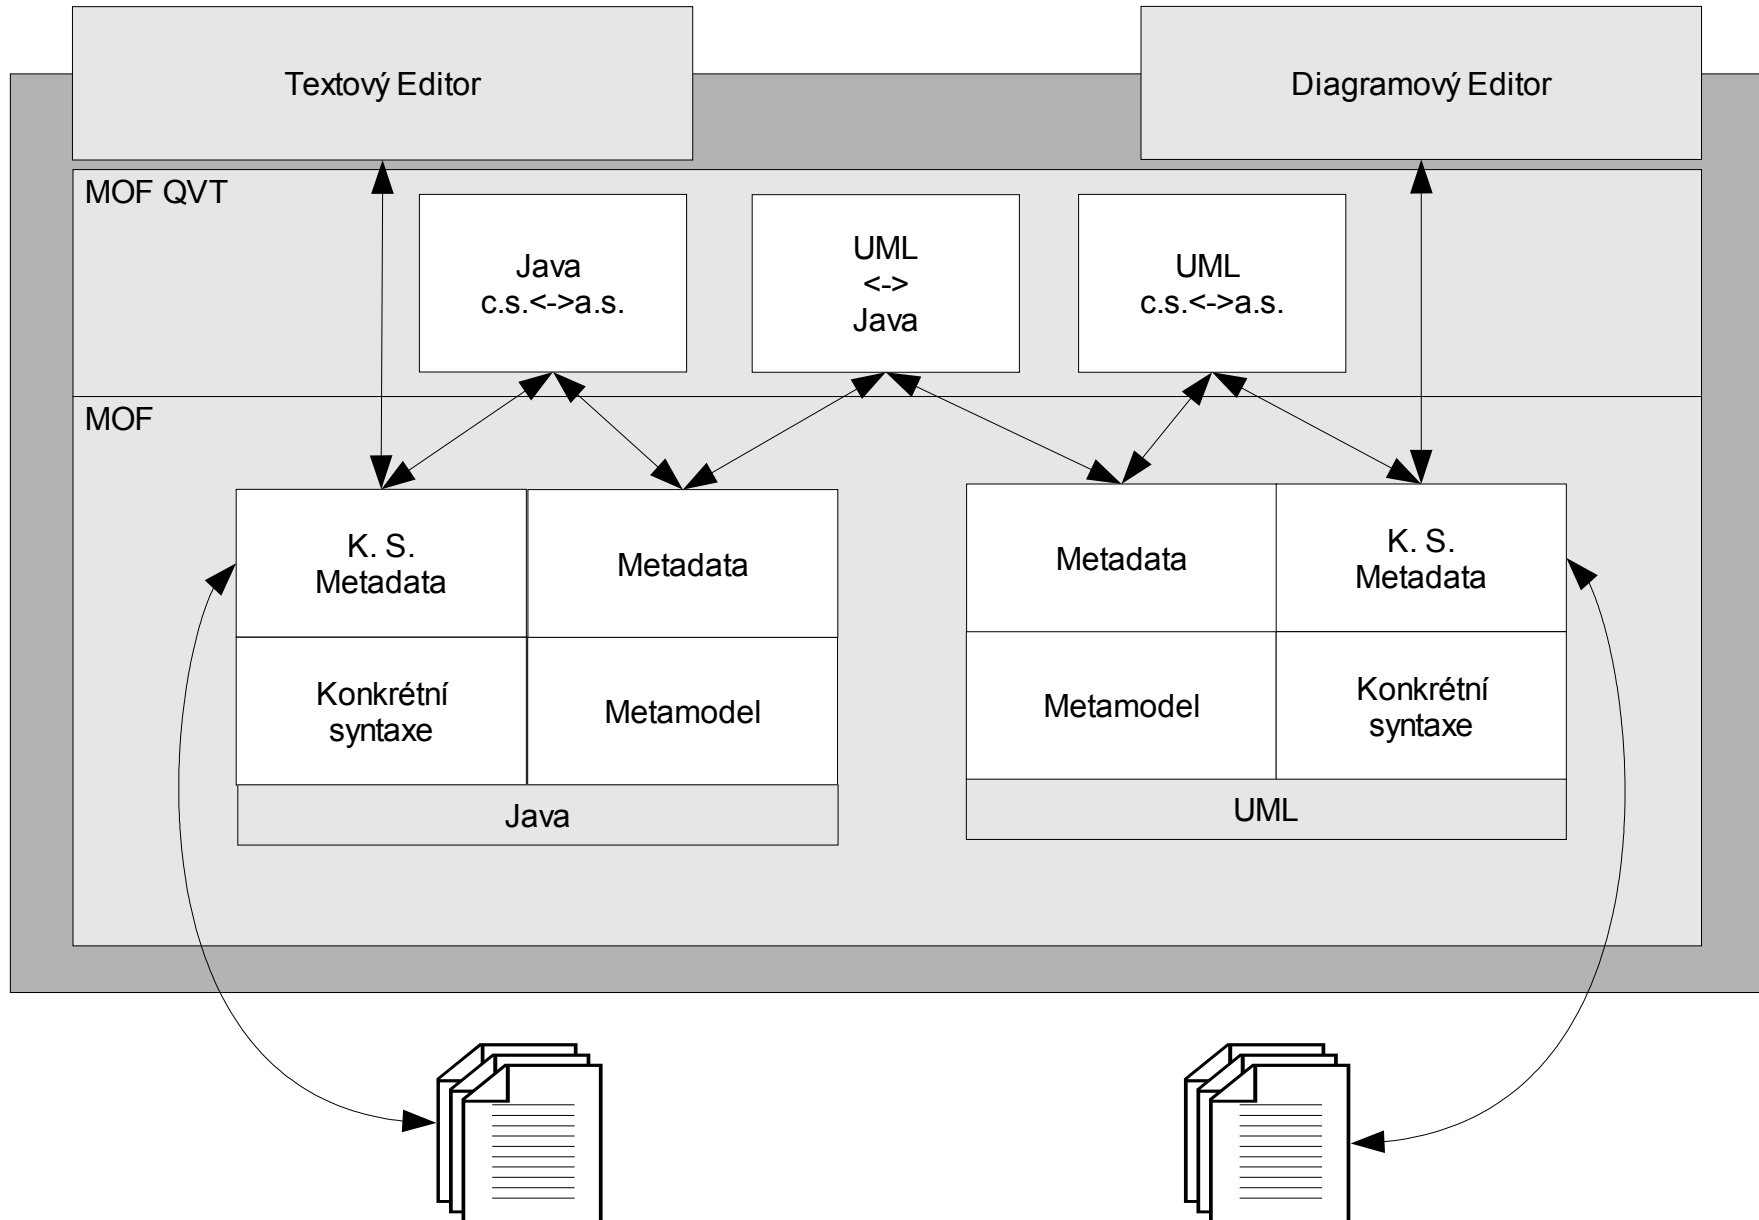 Textový Editor
Diagramový Editor
MOF QVT
Java
c.s.<->a.s.
UML
<->
Java
UML
c.s.<->a.s.
MOF
K. S.
Metadata
Metadata
Metadata
K. S.
Metadata
Konkrétní
syntaxe
Metamodel
Metamodel
Konkrétní
syntaxe
Java
UML